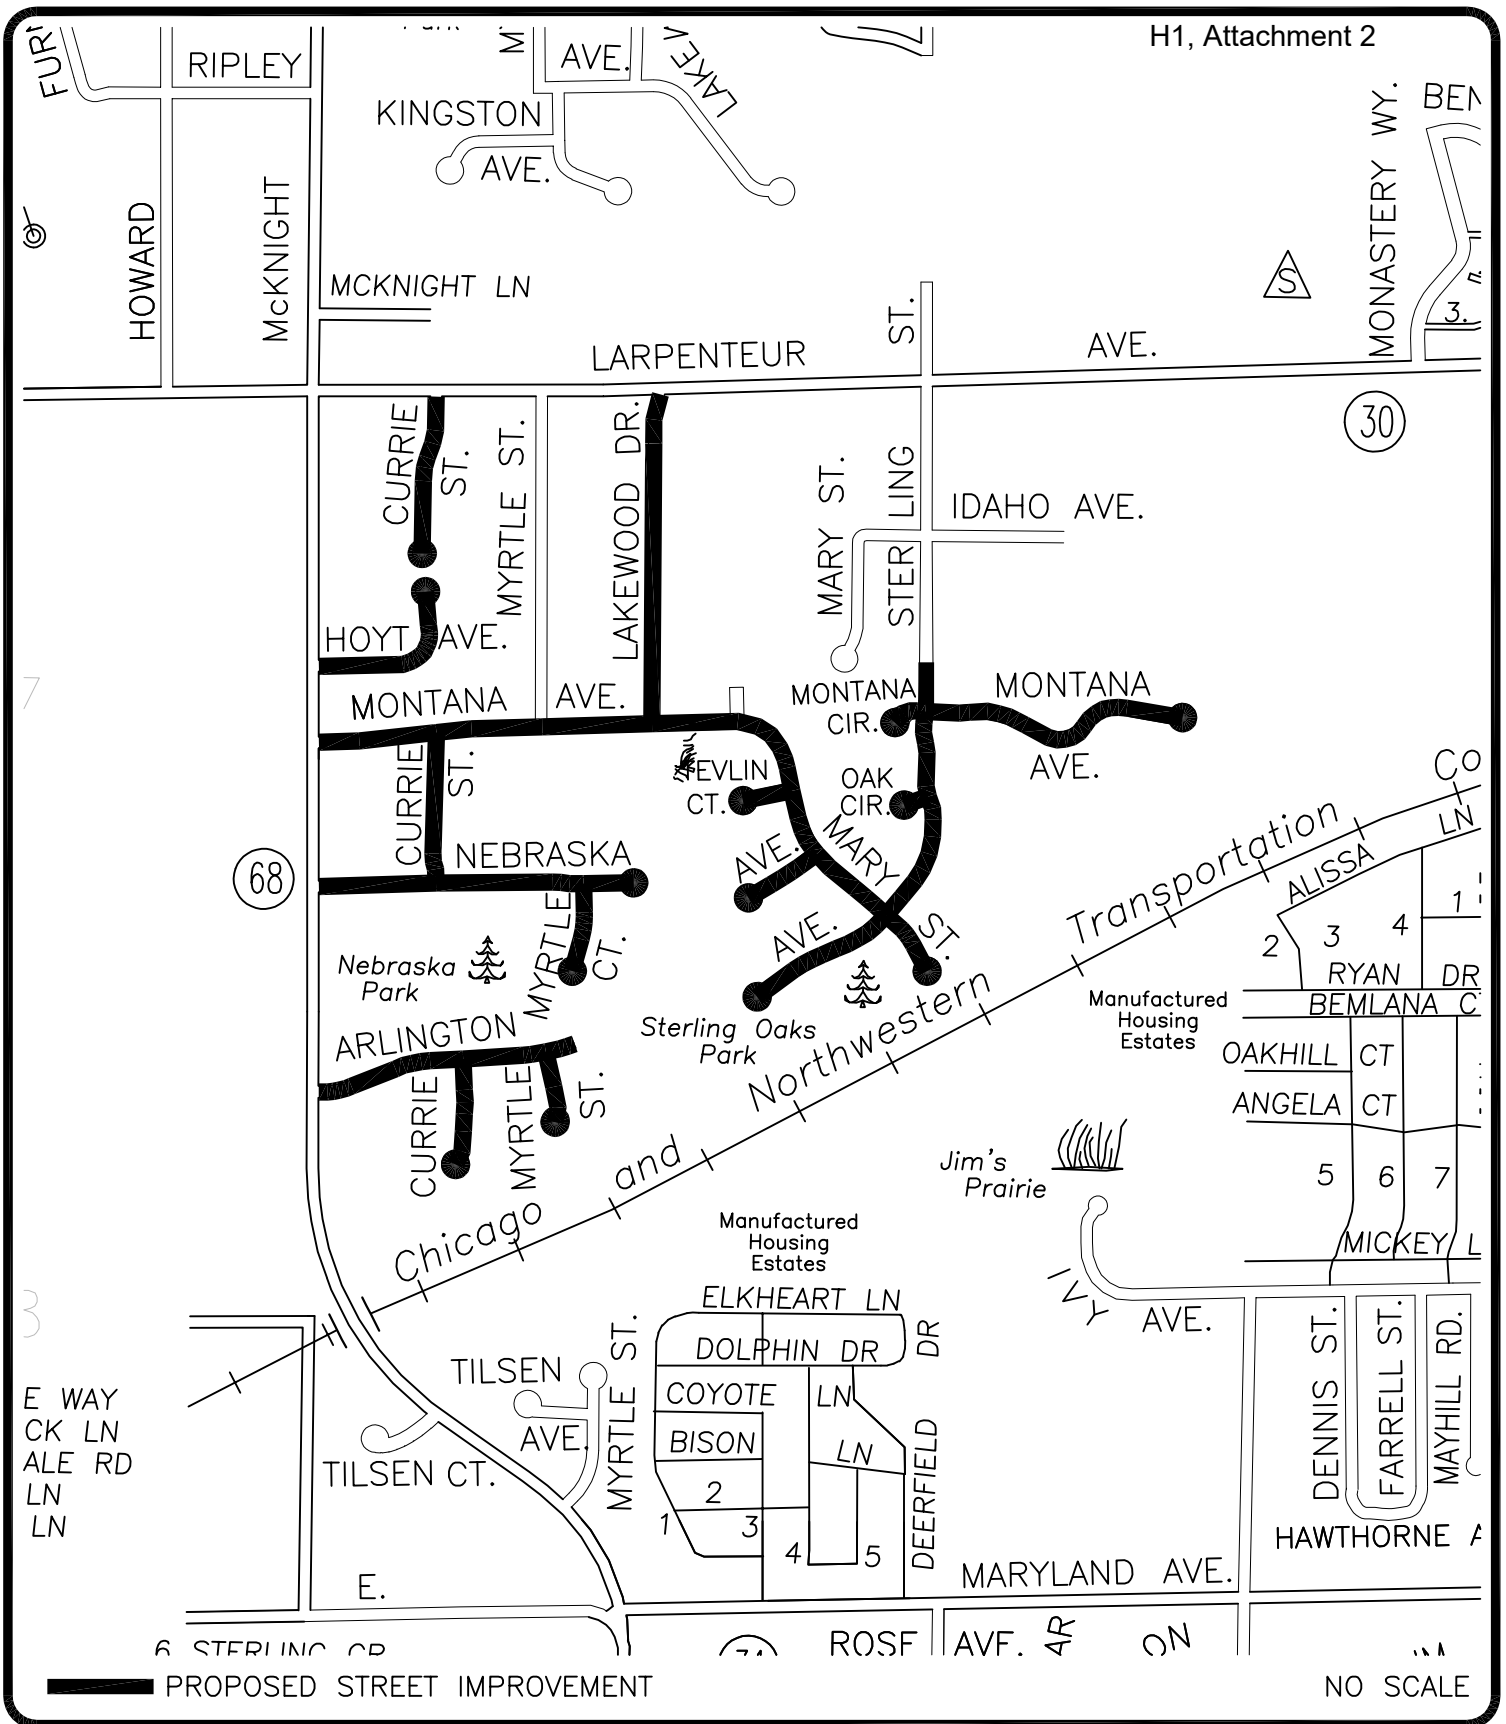 H1, Attachment 2
RIPLEY
AVE.
KINGSTON
AVE.
HOWARD
McKNIGHT
MONASTERY WY.
MCKNIGHT LN
S
3.
ST.
LARPENTEUR
AVE.
30
CURRIE
ST.
MYRTLE ST.
LAKEWOOD DR.
MARY ST.
STER LING
IDAHO AVE.
HOYT AVE.
7
MONTANA AVE.
MONTANA
CIR.
MONTANA
AVE.
CURRIE
ST.
CT.
OAK
CIR.
MARY
ST.
AVE.
AVE.
68
NEBRASKA
MYRTLE
CT.
Nebraska
Park
Sterling Oaks
Park
ARLINGTON
CURRIE
MYRTLE
ST.
Chicago and Northwestern Transportation Co
ALISSA
LN
1
2
3
4
RYAN DR
BEMLANA
Manufactured
Housing
Estates
OAKHILL CT
ANGELA CT
5
6
7
MICKEY
Jim's
Prairie
IVY
AVE.
Manufactured
Housing
Estates
ELKHEART LN
DOLPHIN DR
DR
COYOTE LN
BISON LN
2
1
3
4
5
DEERFIELD
MYRTLE ST.
TILSEN
AVE.
TILSEN CT.
DENNIS ST.
FARRELL ST.
MAYHILL RD.
HAWTHORNE
3
E WAY
CK LN
ALE RD
LN
LN
E.
MARYLAND AVE.
6 STERLING CR
AVE.
PROPOSED STREET IMPROVEMENT
NO SCALE